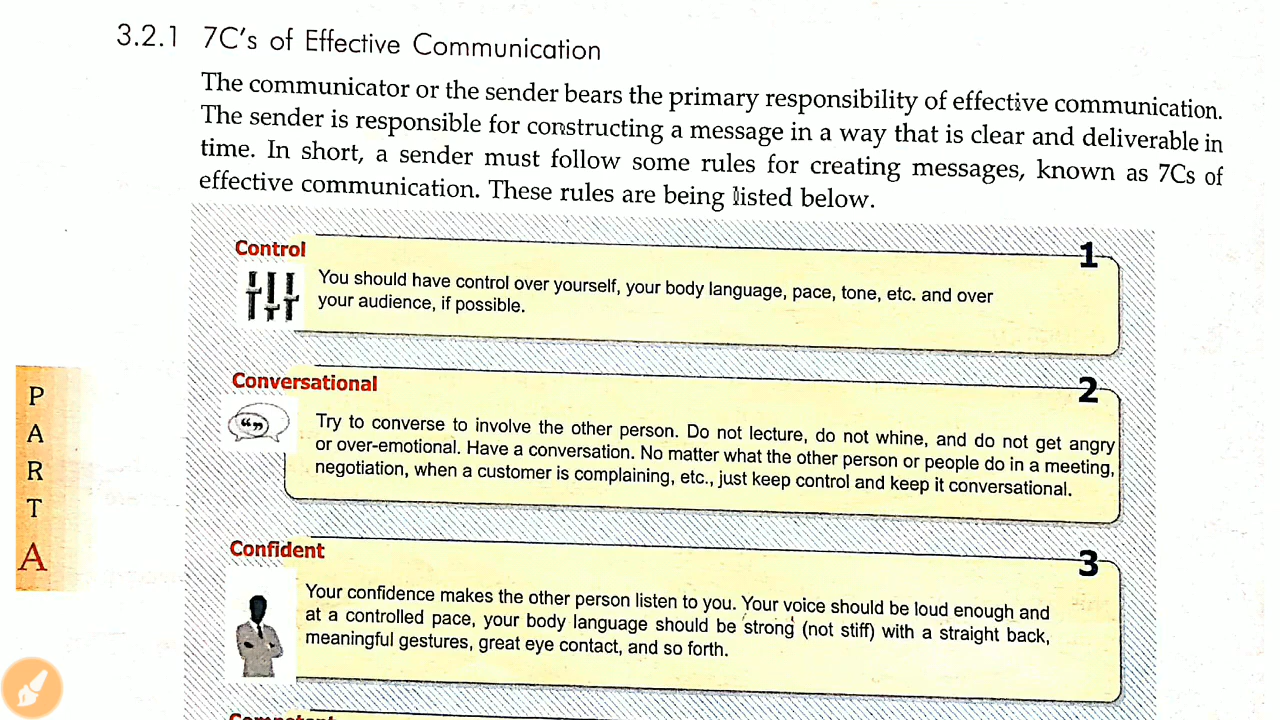 3.2.1 7C's of Effective Communication
The communicator or the sender bears the primary responsibility of effective communication.
The sender is responsible for constructing a message in a way that is clear and deliverable in
time. In short, a sender must follow some rules for creating messages, known as 7Cs of
effective communication. These rules are being listed below.
Control
1
You should have control over yourself, your body language, pace, tone, etc. and over
your audience, if possible.
Conversational
2
Try to converse to involve the other person. Do not lecture, do not whine, and do not get angry
or over-emotional. Have a conversation. No matter what the other person or people do in a meeting,
negotiation, when a customer is complaining, etc., just keep control and keep it conversational.
Confident
3
Your confidence makes the other person listen to you. Your voice should be loud enough and
at a controlled pace, your body language should be strong (not stiff) with a straight back,
meaningful gestures, great eye contact, and so forth.
PART
A